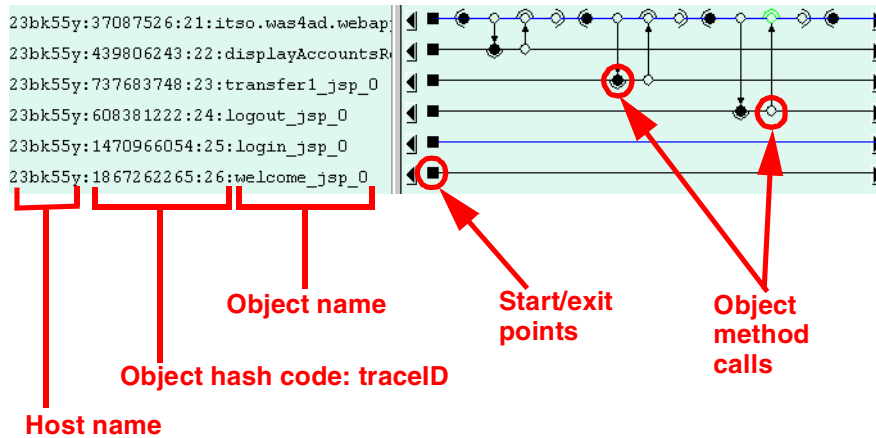 23bk55y:37087526:21:itso.was4ad.webap
23bk55y:439806243:22:displayAccountsR
23bk55y:737683748:23:transfer1_jsp_0
23bk55y:608381222:24:logout_jsp_0
23bk55y:1470966054:25:login_jsp_0
23bk55y:1867262265:26:welcome_jsp_0
Object name
Start/exit
points
Object
method
calls
Object hash code: traceID
Host name